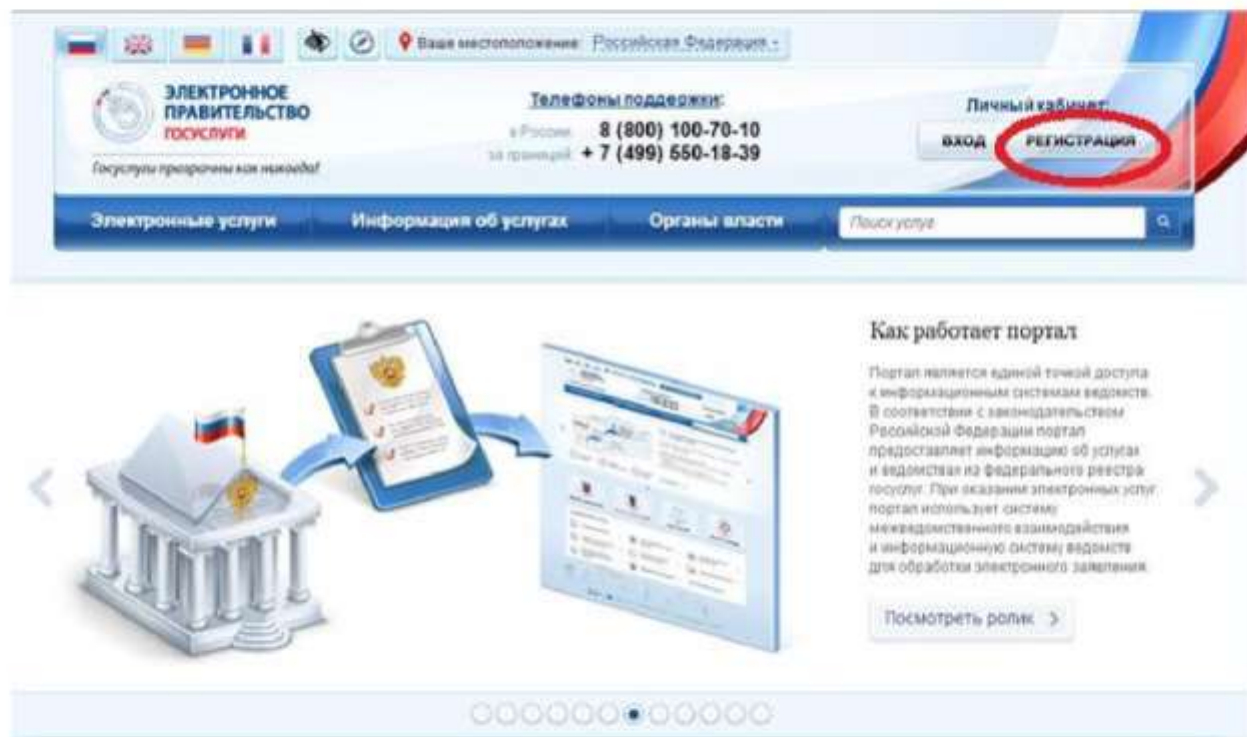 Ваше местоположение: Российская Федерация
ЭЛЕКТРОННОЕ
ПРАВИТЕЛЬСТВО
ГОСУСЛУГИ
Госуслуги прозрачны как никогда!
Телефоны поддержки:
в России: 8 (800) 100-70-10
за границей: + 7 (499) 550-18-39
Личный кабинет:
ВХОД РЕГИСТРАЦИЯ
Электронные услуги Информация об услугах Органы власти Поиск услуг
Как работает портал
Портал является единой точкой доступа
к информационным системам ведомств.
В соответствии с законодательством
Российской Федерации портал
предоставляет информацию об услугах
и ведомствах из федерального реестра
госуслуг. При оказании электронных услуг
портал использует систему
межведомственного взаимодействия
и информационную систему ведомств
для обработки электронного заявления.
Посмотреть ролик